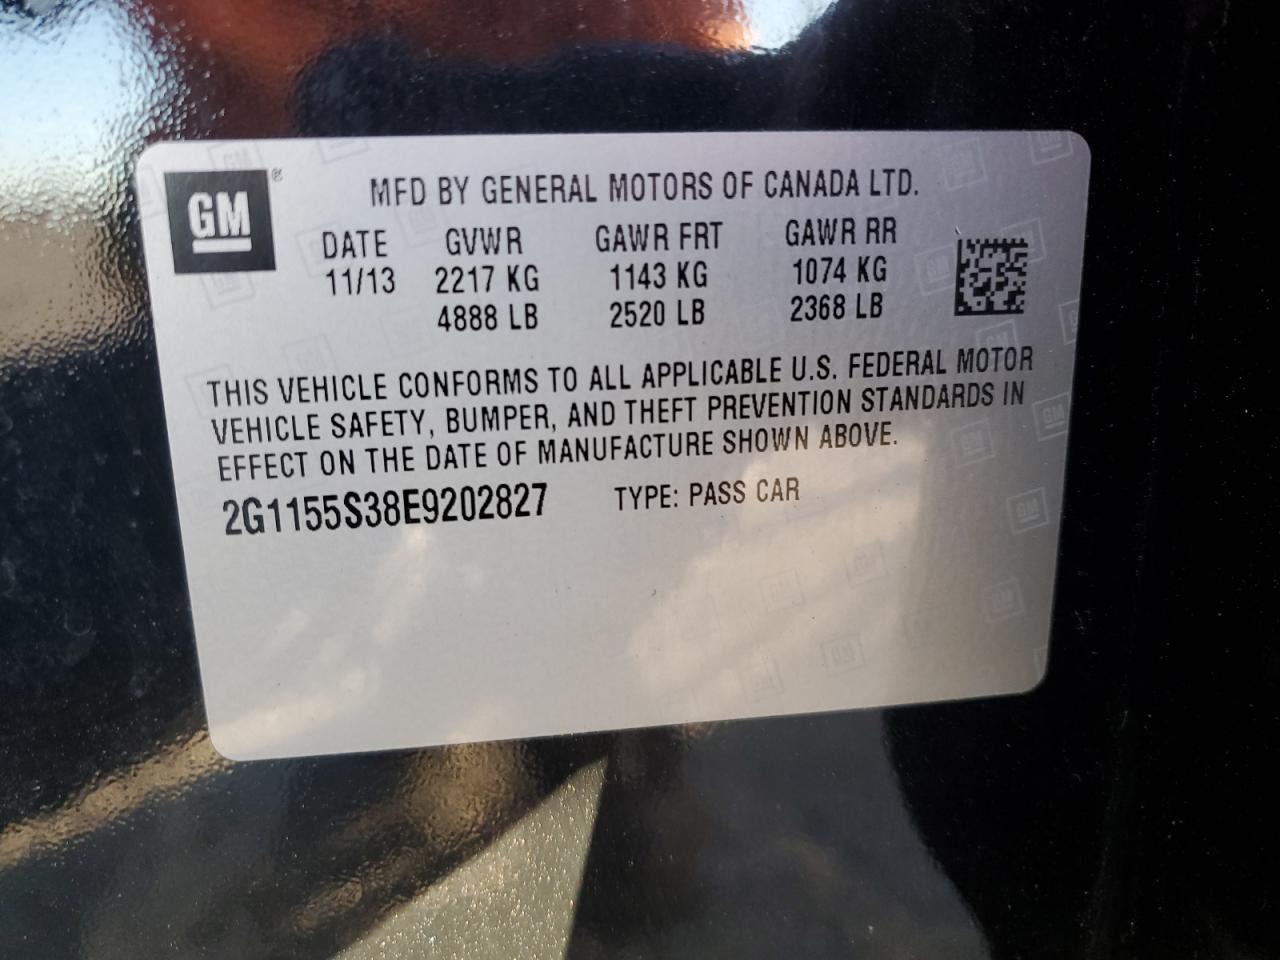 GM®
MFD BY GENERAL MOTORS OF CANADA LTD.
DATE GVWR GAWR FRT GAWR RR
11/13 2217 KG 1143 KG 1074 KG
4888 LB 2520 LB 2368 LB
THIS VEHICLE CONFORMS TO ALL APPLICABLE U.S. FEDERAL MOTOR
VEHICLE SAFETY, BUMPER, AND THEFT PREVENTION STANDARDS IN
EFFECT ON THE DATE OF MANUFACTURE SHOWN ABOVE.
2G1155S38E9202827 TYPE: PASS CAR